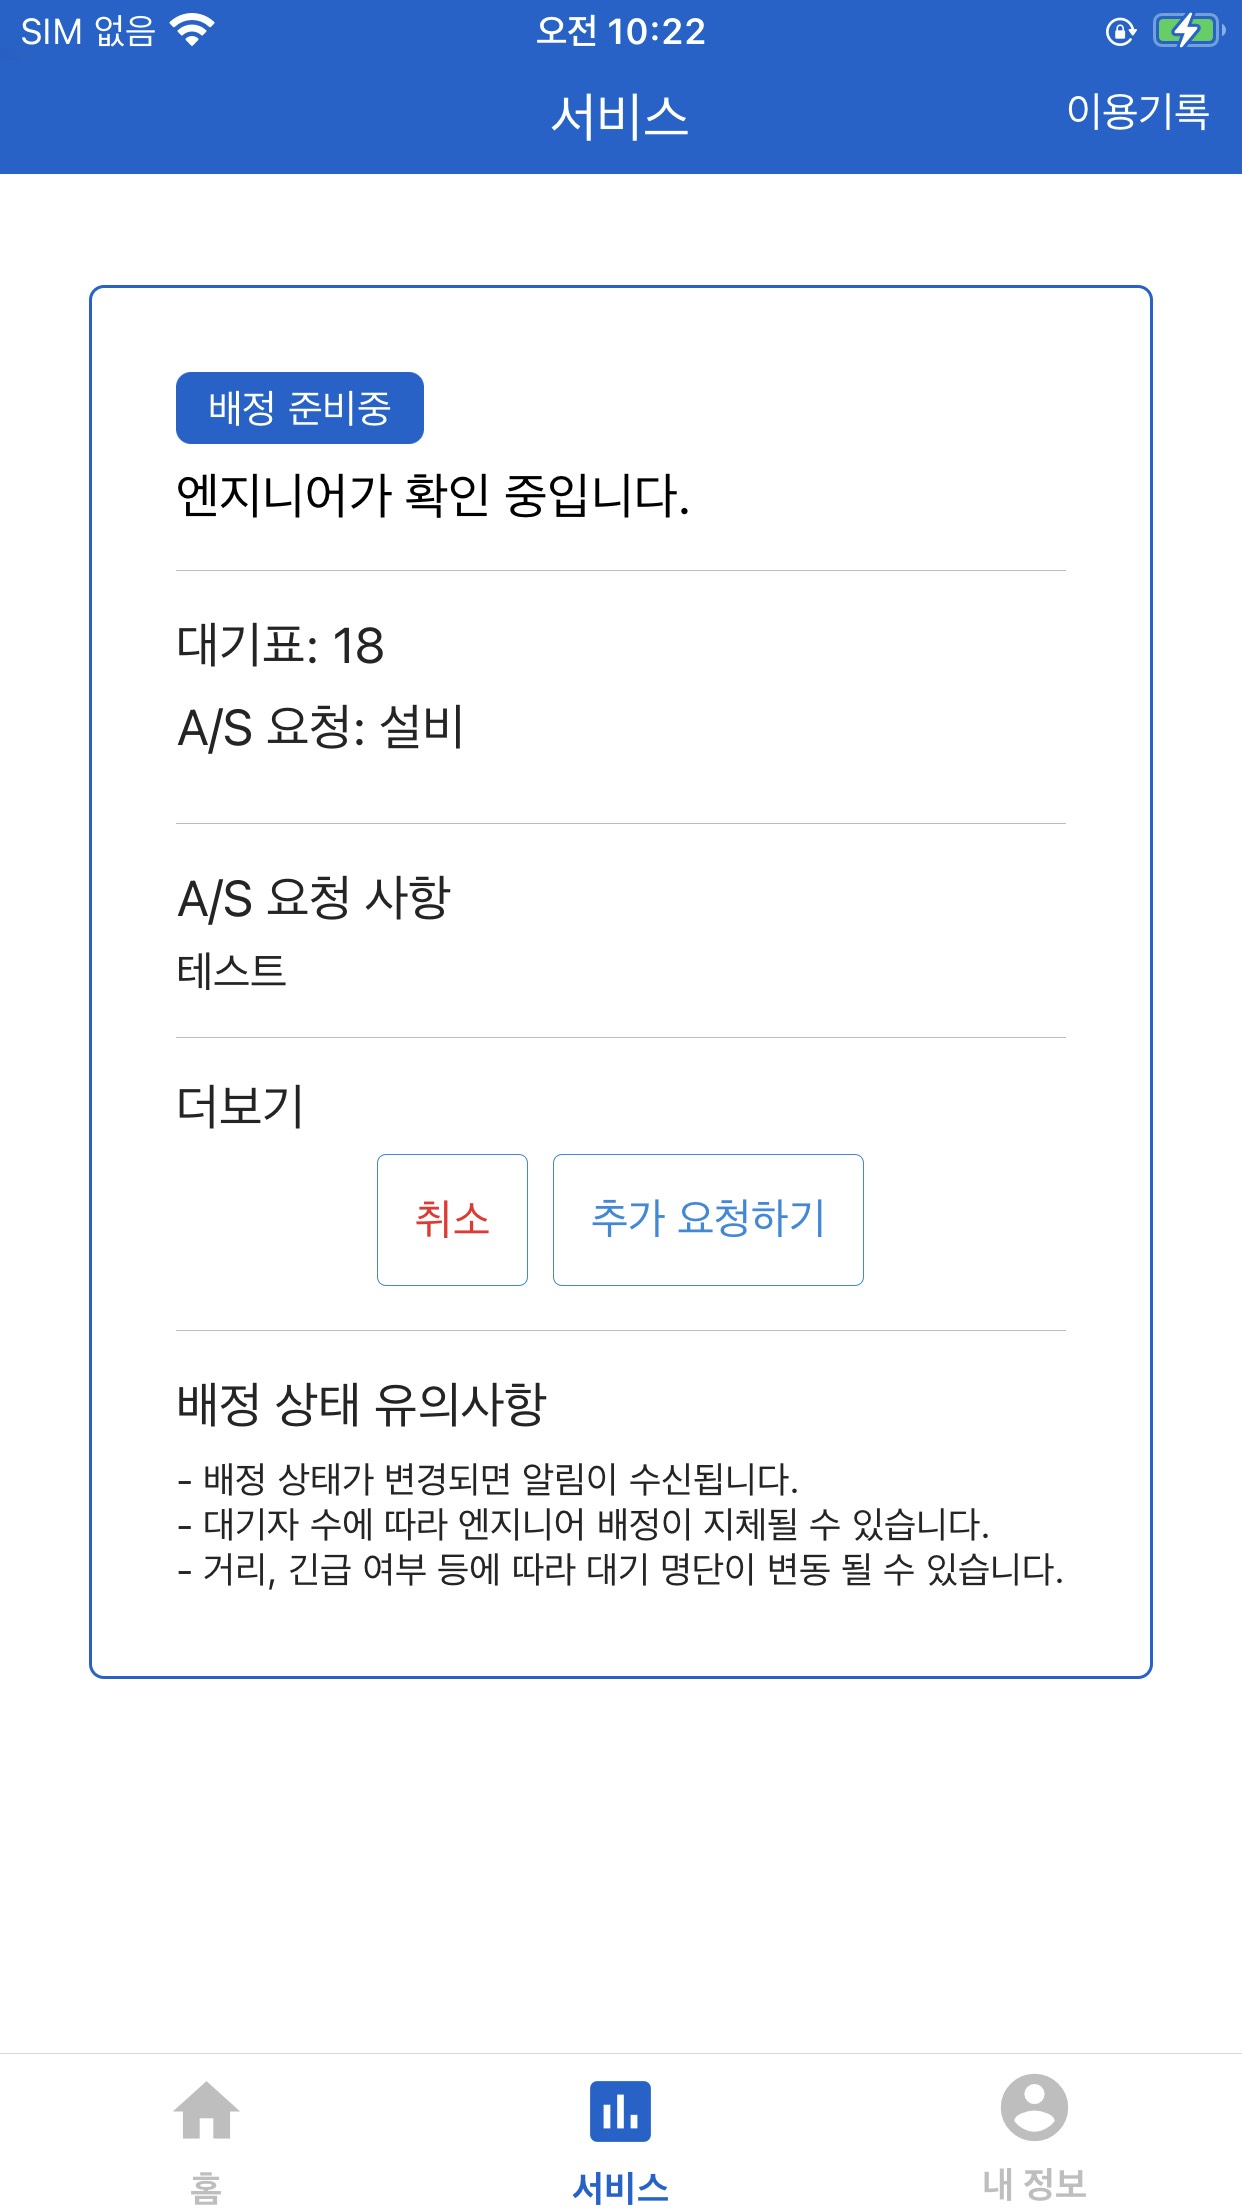 SIM 없음
오전 10:22
서비스
이용기록
배정 준비중
엔지니어가 확인 중입니다.
대기표: 18
A/S 요청: 설비
A/S 요청 사항
테스트
더보기
취소
추가 요청하기
배정 상태 유의사항
- 배정 상태가 변경되면 알림이 수신됩니다.
- 대기자 수에 따라 엔지니어 배정이 지체될 수 있습니다.
- 거리, 긴급 여부 등에 따라 대기 명단이 변동 될 수 있습니다.
홈
서비스
내 정보